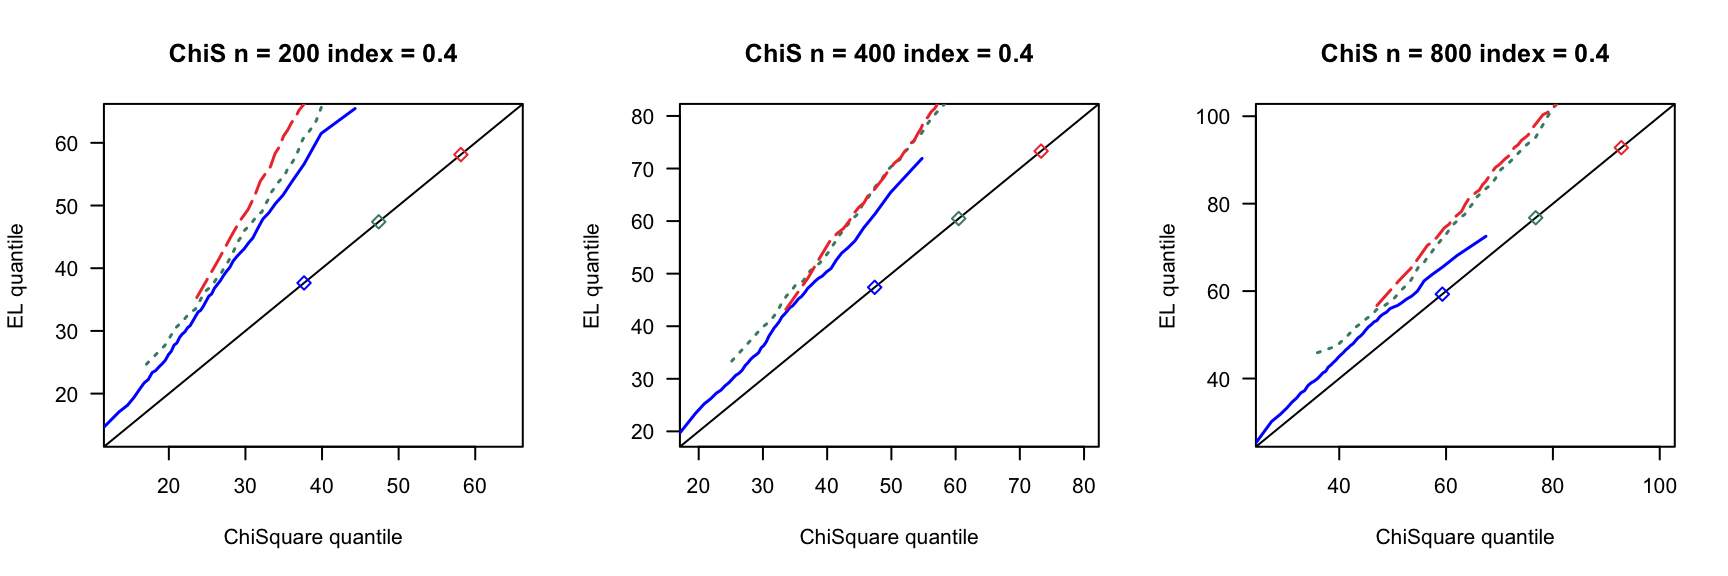 ChiS n = 200 index = 0.4
EL quantile
60
50
40
30
20
20 30 40 50 60
ChiSquare quantile
ChiS n = 400 index = 0.4
EL quantile
80
70
60
50
40
30
20
20 30 40 50 60 70 80
ChiSquare quantile
ChiS n = 800 index = 0.4
EL quantile
100
80
60
40
40 60 80 100
ChiSquare quantile